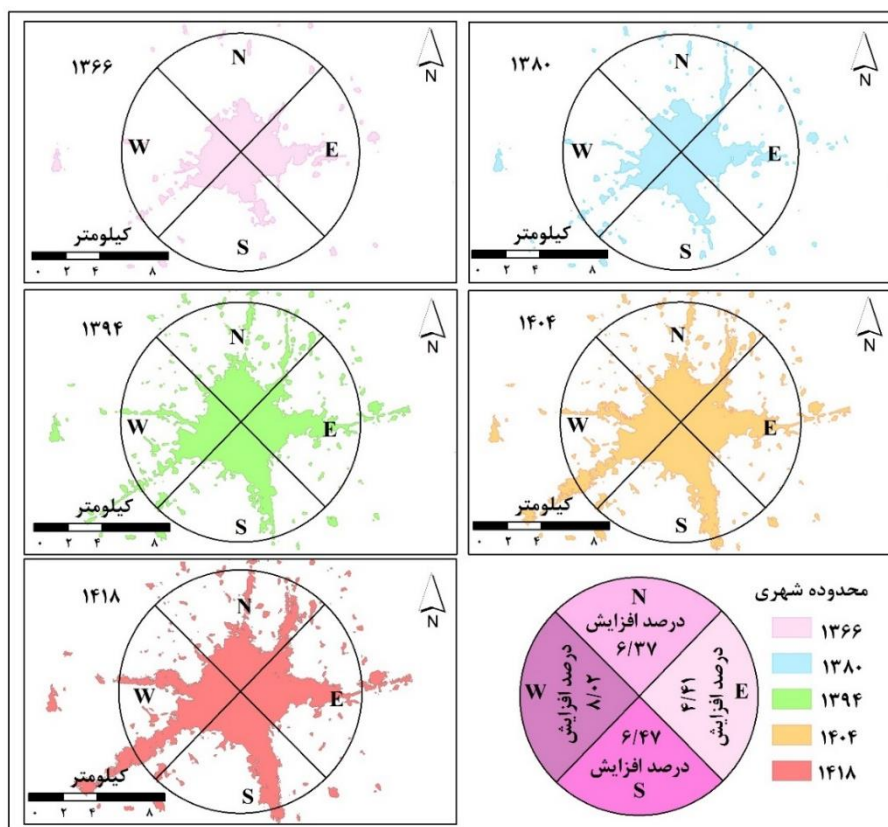 ۱۳۶۶
N
N
W
E
S
کیلومتر
۰ ۲ ۴ ۸
۱۳۸۰
N
N
W
E
S
کیلومتر
۰ ۲ ۴ ۸
۱۳۹۴
N
N
W
E
S
کیلومتر
۰ ۲ ۴ ۸
۱۴۰۴
N
N
W
E
S
کیلومتر
۰ ۲ ۴ ۸
۱۴۱۸
N
N
W
E
S
کیلومتر
۰ ۲ ۴ ۸
N
درصد افزایش
۶/۳۷
W
درصد افزایش
۸/۰۲
۴/۴۱
درصد افزایش
E
۶/۴۷
درصد افزایش
S
محدوده شهری
۱۳۶۶
۱۳۸۰
۱۳۹۴
۱۴۰۴
۱۴۱۸